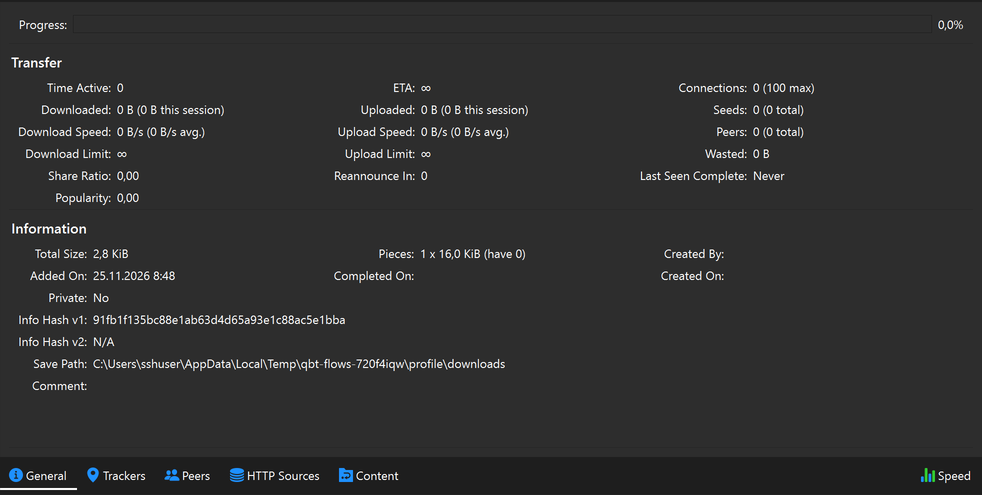 Progress: 0,0%
Transfer
Time Active: 0 ETA: ∞ Connections: 0 (100 max)
Downloaded: 0 B (0 B this session) Uploaded: 0 B (0 B this session) Seeds: 0 (0 total)
Download Speed: 0 B/s (0 B/s avg.) Upload Speed: 0 B/s (0 B/s avg.) Peers: 0 (0 total)
Download Limit: ∞ Upload Limit: ∞ Wasted: 0 B
Share Ratio: 0,00 Reannounce In: 0 Last Seen Complete: Never
Popularity: 0,00
Information
Total Size: 2,8 KiB Pieces: 1 x 16,0 KiB (have 0) Created By:
Added On: 25.11.2026 8:48 Completed On: Created On:
Private: No
Info Hash v1: 91fb1f135bc88e1ab63d4d65a93e1c88ac5e1bba
Info Hash v2: N/A
Save Path: C:\Users\sshuser\AppData\Local\Temp\qbt-flows-720f4iqw\profile\downloads
Comment:
General Trackers Peers HTTP Sources Content Speed